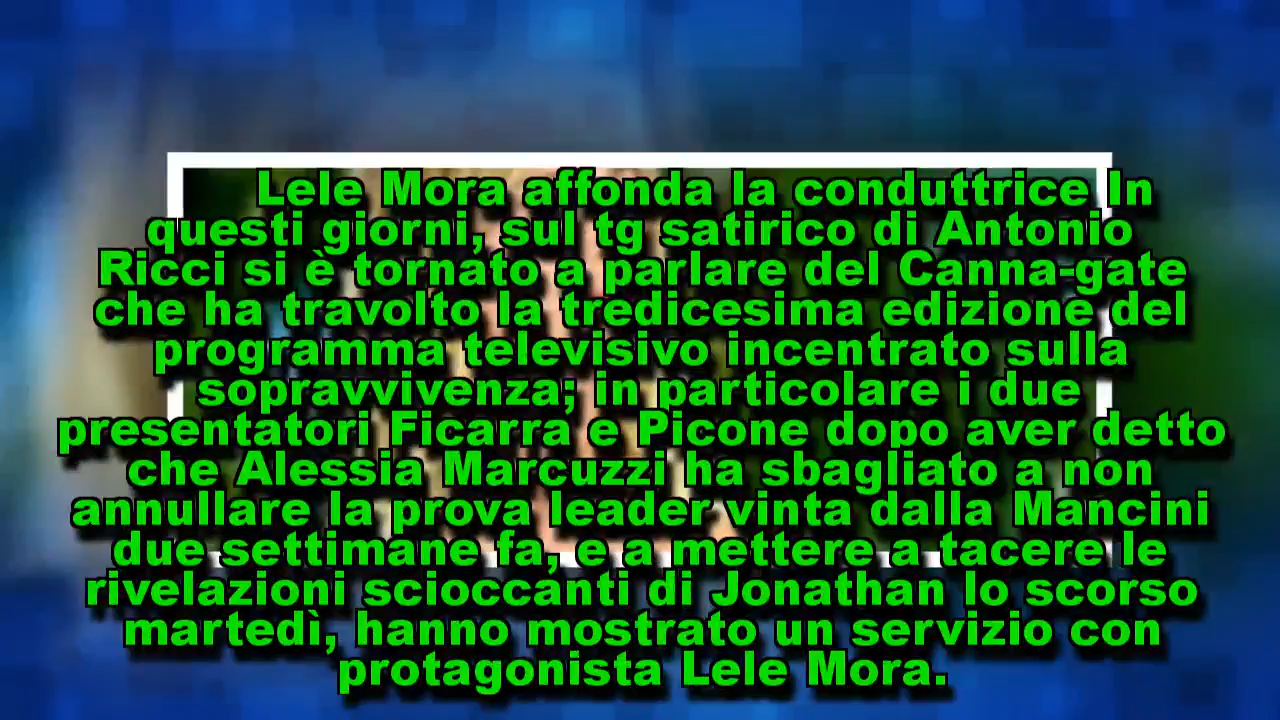 Lele Mora affonda la conduttrice In
questi giorni, sul tg satirico di Antonio
Ricci si è tornato a parlare del Canna-gate
che ha travolto la tredicesima edizione del
programma televisivo incentrato sulla
sopravvivenza; in particolare i due
presentatori Ficarra e Picone dopo aver detto
che Alessia Marcuzzi ha sbagliato a non
annullare la prova leader vinta dalla Mancini
due settimane fa, e a mettere a tacere le
rivelazioni scioccanti di Jonathan lo scorso
martedì, hanno mostrato un servizio con
protagonista Lele Mora.